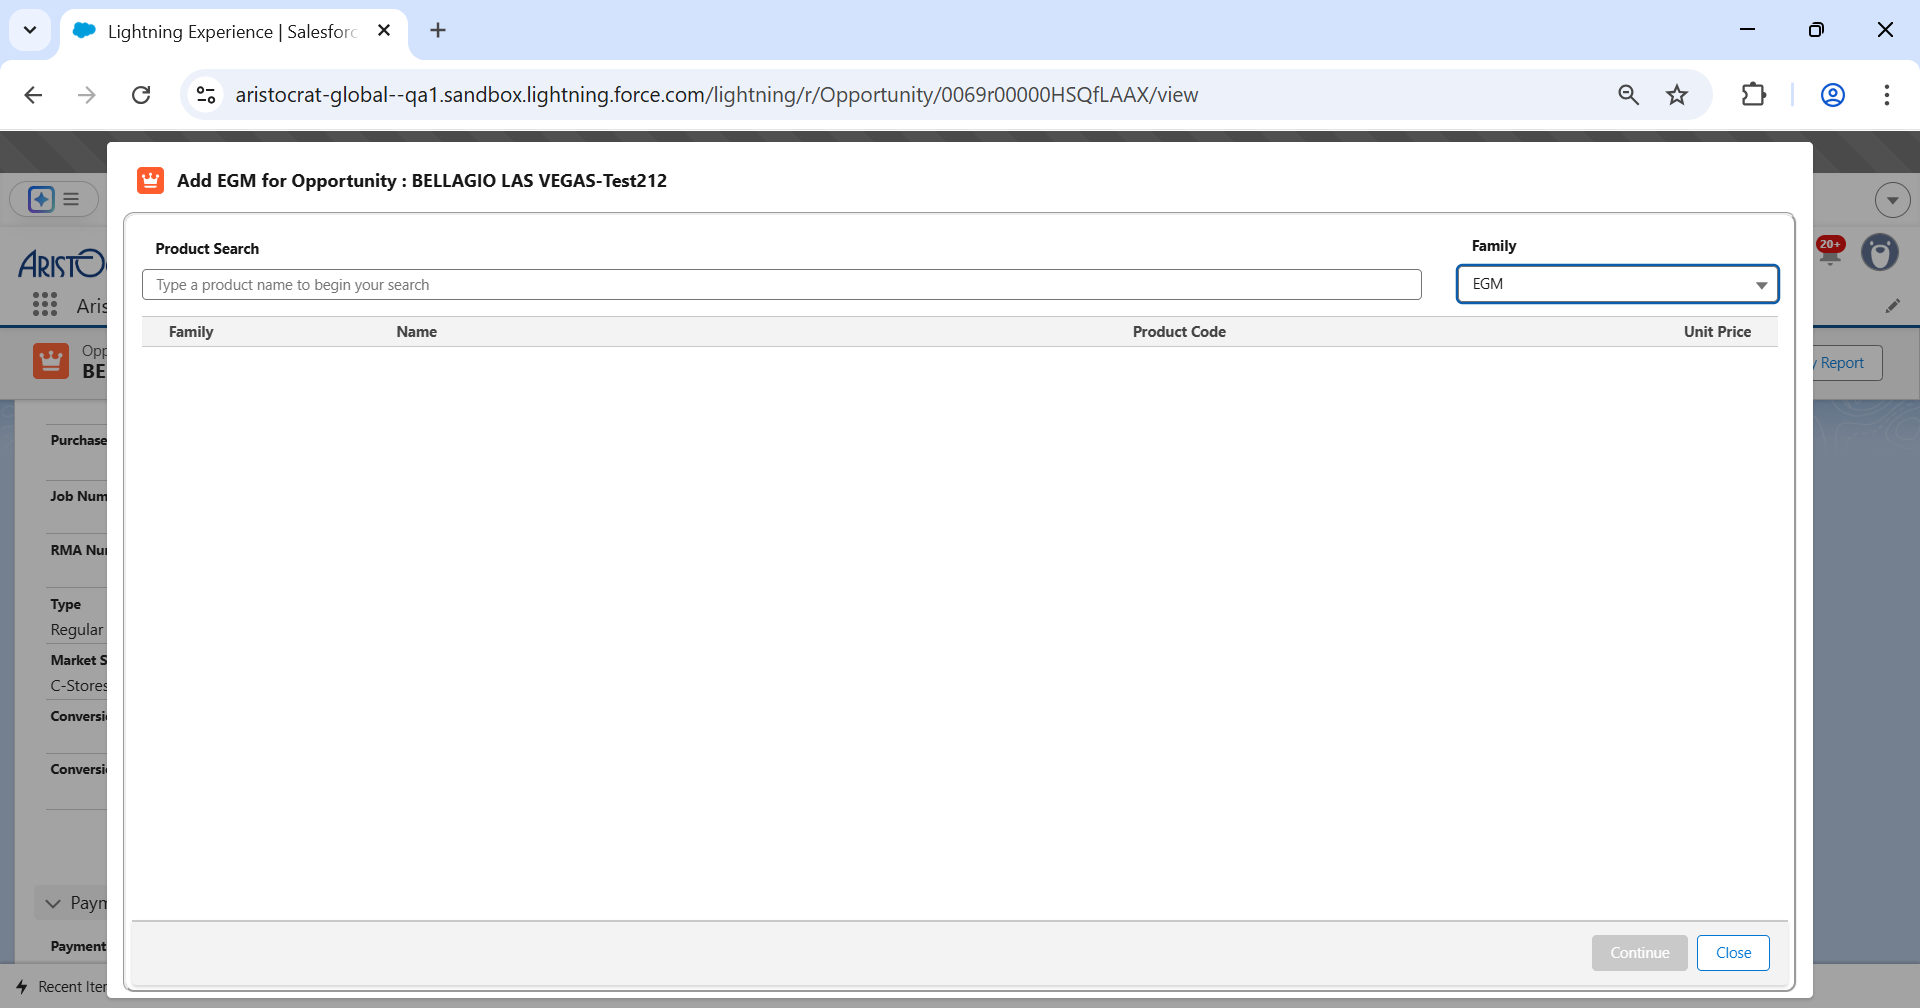 Lightning Experience | Salesforc
aristocrat-global--qa1.sandbox.lightning.force.com/lightning/r/Opportunity/0069r00000HSQfLAAX/view
Add EGM for Opportunity : BELLAGIO LAS VEGAS-Test212
Product Search
Family
Type a product name to begin your search
EGM
Family Name Product Code Unit Price
ARISTO
20+
Aris
Opp
BE
y Report
Purchase
Job Num
RMA Nu
Type
Regular
Market S
C-Stores
Conversi
Conversi
Paym
Payment
Continue Close
Recent Iter